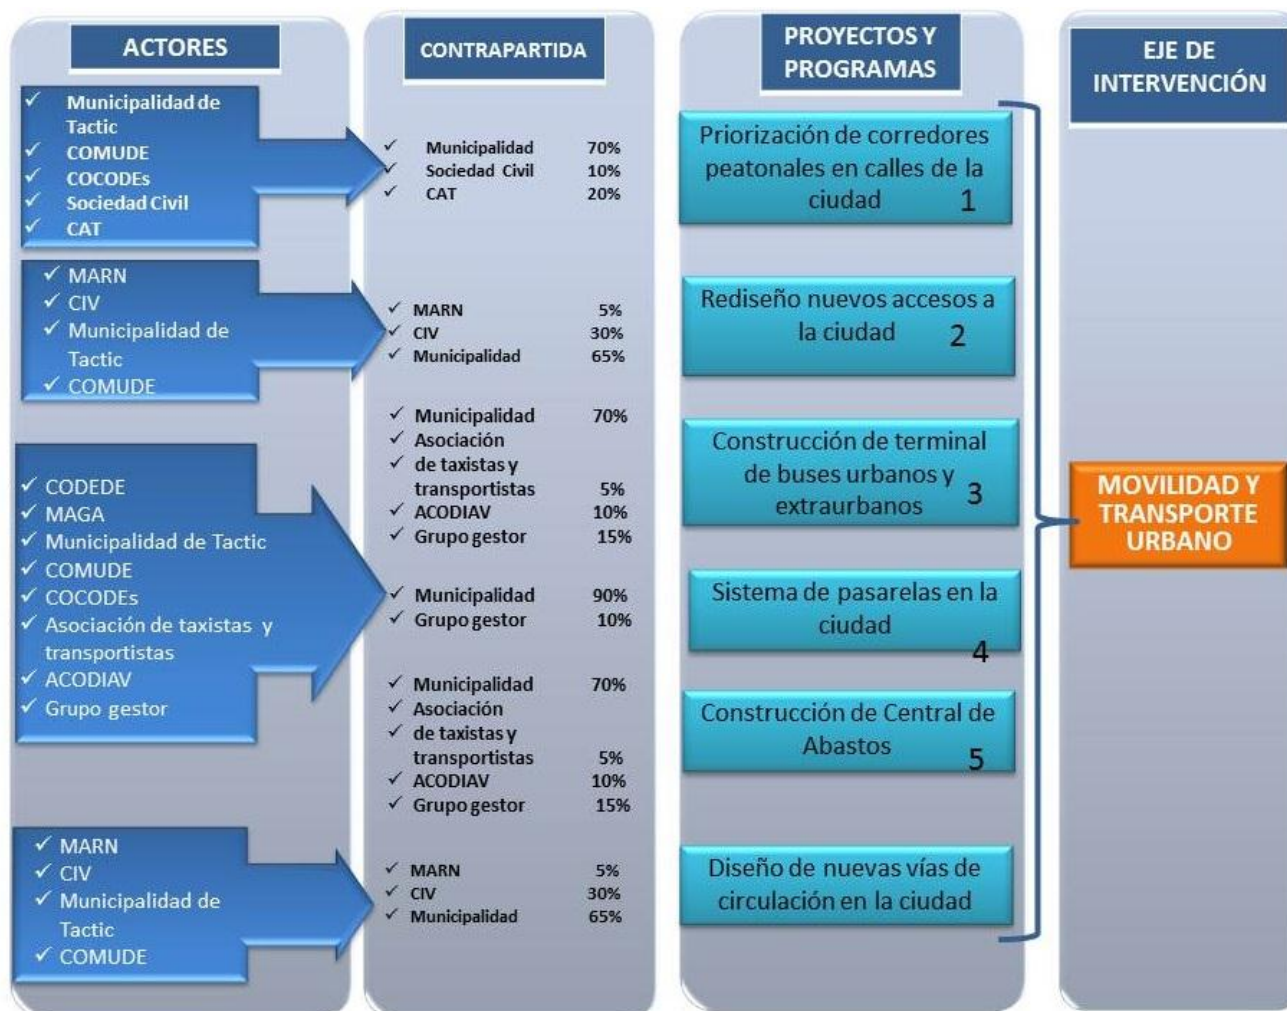 ACTORES
✓ Municipalidad de
Tactic
✓ COMUDE
✓ COCODEs
✓ Sociedad Civil
✓ CAT
✓ MARN
✓ CIV
✓ Municipalidad de
Tactic
✓ COMUDE
✓ CODEDE
✓ MAGA
✓ Municipalidad de Tactic
✓ COMUDE
✓ COCODEs
✓ Asociación de taxistas y
transportistas
✓ ACODIAV
✓ Grupo gestor
✓ MARN
✓ CIV
✓ Municipalidad de
Tactic
✓ COMUDE
CONTRAPARTIDA
✓ Municipalidad 70%
✓ Sociedad Civil 10%
✓ CAT 20%
✓ MARN 5%
✓ CIV 30%
✓ Municipalidad 65%
✓ Municipalidad 70%
✓ Asociación
✓ de taxistas y
transportistas 5%
✓ ACODIAV 10%
✓ Grupo gestor 15%
✓ Municipalidad 90%
✓ Grupo gestor 10%
✓ Municipalidad 70%
✓ Asociación
✓ de taxistas y
transportistas 5%
✓ ACODIAV 10%
✓ Grupo gestor 15%
✓ MARN 5%
✓ CIV 30%
✓ Municipalidad 65%
PROYECTOS Y
PROGRAMAS
Priorización de corredores
peatonales en calles de la
ciudad 1
Rediseño nuevos accesos a
la ciudad 2
Construcción de terminal
de buses urbanos y
extraurbanos 3
Sistema de pasarelas en la
ciudad
4
Construcción de Central de
Abastos 5
Diseño de nuevas vías de
circulación en la ciudad
EJE DE
INTERVENCIÓN
MOVILIDAD Y
TRANSPORTE
URBANO